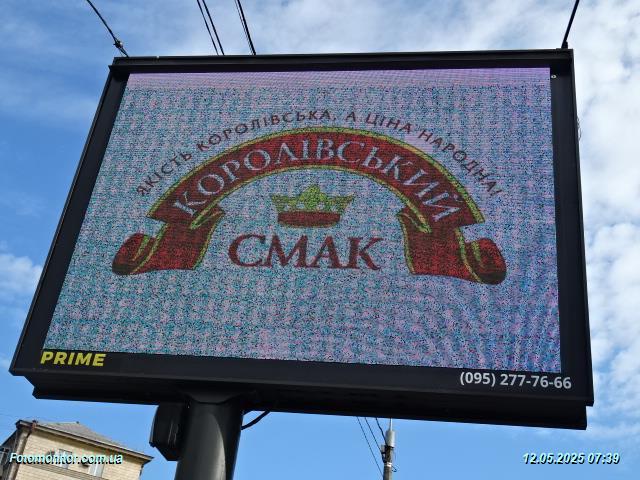 ЯКІСТЬ КОРОЛІВСЬКА, А ЦІНА НАРОДНА!
КОРОЛІВСЬКИЙ
СМАК
PRIME
(095) 277-76-66
Fotomonitor.com.ua
12.05.2025 07:39